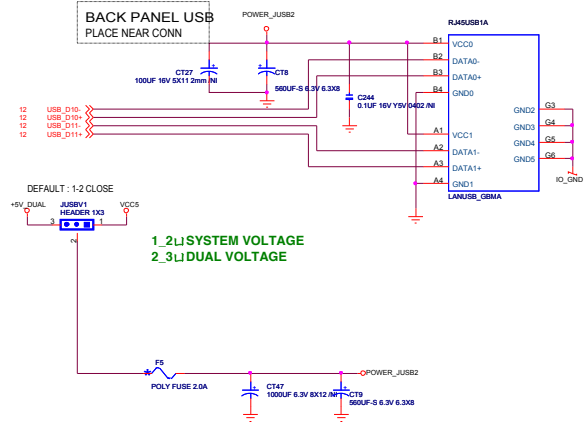 BACK PANEL USB
PLACE NEAR CONN
POWER_JUSB2
RJ45USB1A
B1 VCC0
B2 DATA0-
B3 DATA0+
B4 GND0
A1 VCC1
A2 DATA1-
A3 DATA1+
A4 GND1
GND2 G3
GND3 G4
GND4 G5
GND5 G6
IO_GND
LANUSB_GBMA
CT27
100UF 16V 5X11 2mm /NI
CT8
560UF-S 6.3V 6.3X8
C244
0.1UF 16V Y5V 0402 /NI
12 USB_D10-
12 USB_D10+
12 USB_D11-
12 USB_D11+
DEFAULT : 1-2 CLOSE
+5V_DUAL
JUSBV1
HEADER 1X3
VCC5
3
1
2
1_2 SYSTEM VOLTAGE
2_3 DUAL VOLTAGE
F5
POLY FUSE 2.0A
POWER_JUSB2
CT47
1000UF 6.3V 8X12 /NI
CT9
560UF-S 6.3V 6.3X8